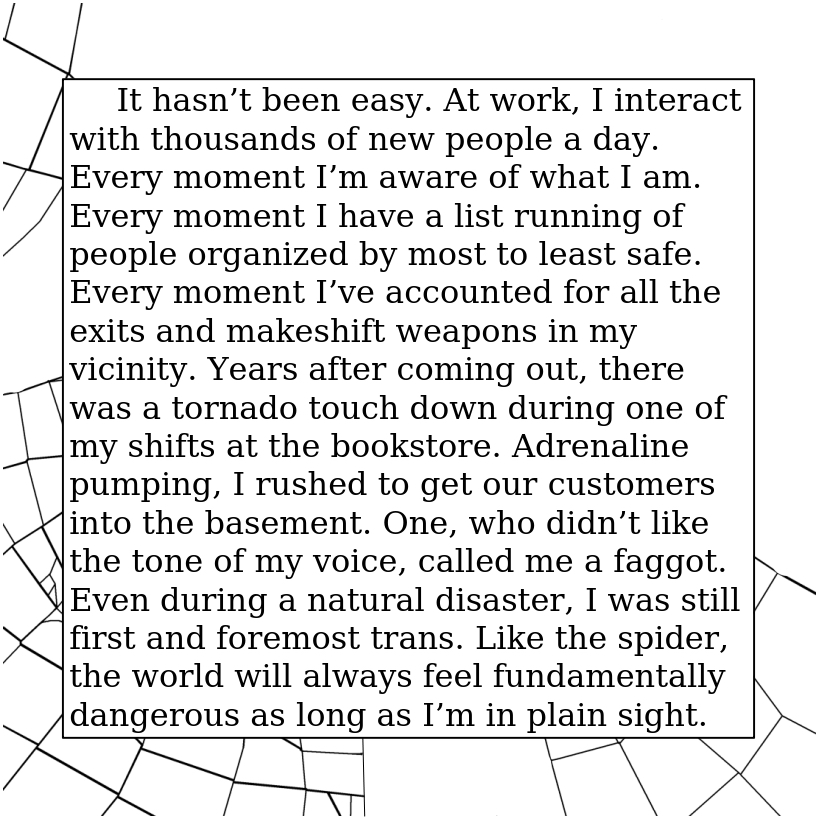 It hasn’t been easy. At work, I interact
with thousands of new people a day.
Every moment I’m aware of what I am.
Every moment I have a list running of
people organized by most to least safe.
Every moment I’ve accounted for all the
exits and makeshift weapons in my
vicinity. Years after coming out, there
was a tornado touch down during one of
my shifts at the bookstore. Adrenaline
pumping, I rushed to get our customers
into the basement. One, who didn’t like
the tone of my voice, called me a faggot.
Even during a natural disaster, I was still
first and foremost trans. Like the spider,
the world will always feel fundamentally
dangerous as long as I’m in plain sight.